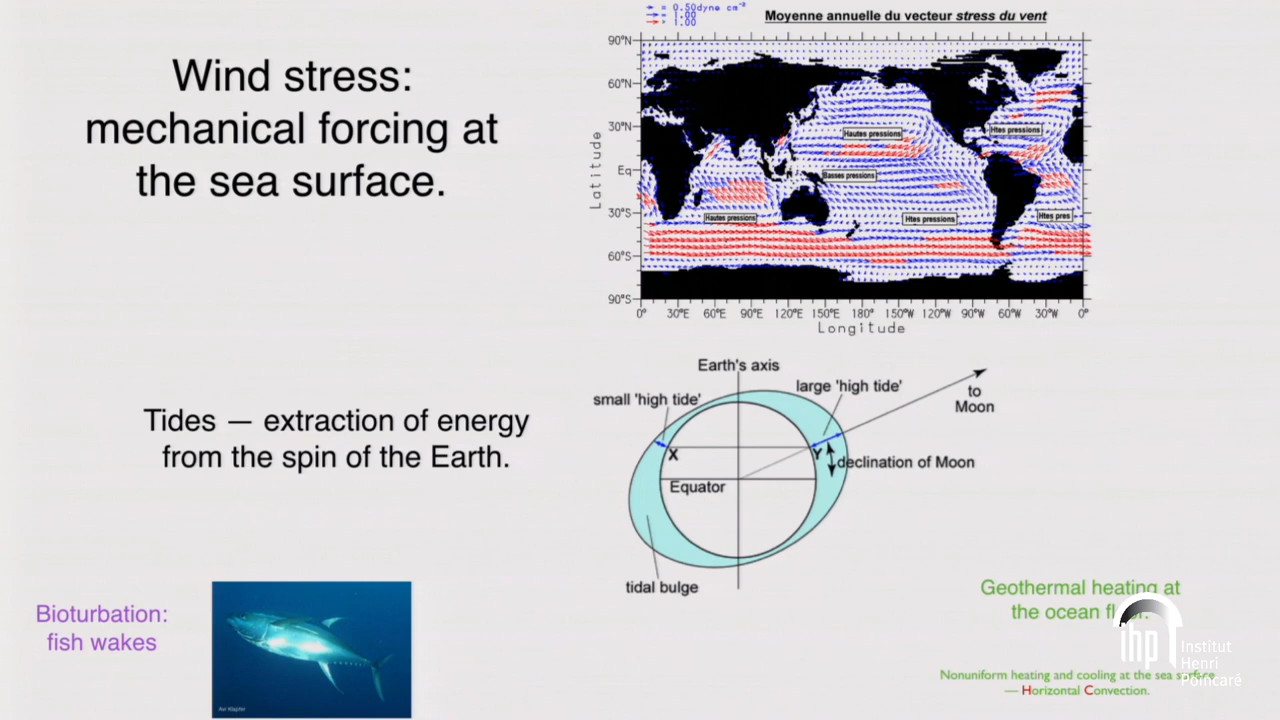 Wind stress:
mechanical forcing at
the sea surface.
= 0.50dyne cm⁻²
= 1.00
> 1.00
Moyenne annuelle du vecteur stress du vent
90°N
60°N
30°N
Eq
30°S
60°S
90°S
Latitude
Hautes pressions
Htes pressions
Basses pressions
Hautes pressions
Htes pressions
Htes pres
0° 30°E 60°E 90°E 120°E 150°E 180° 150°W 120°W 90°W 60°W 30°W 0°
Longitude
Tides — extraction of energy
from the spin of the Earth.
Earth's axis
small 'high tide'
large 'high tide'
to
Moon
X
Y
declination of Moon
Equator
tidal bulge
Bioturbation:
fish wakes
Geothermal heating at
the ocean floor.
Nonuniform heating and cooling at the sea surface
— Horizontal Convection.
ihp
Institut
Henri
Poincaré